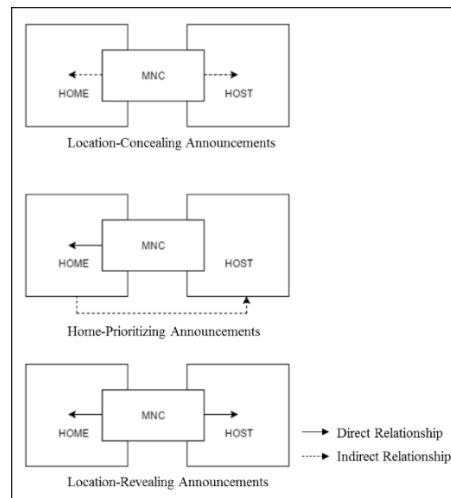 MNC
HOME
HOST
Location-Concealing Announcements
MNC
HOME
HOST
Home-Prioritizing Announcements
MNC
HOME
HOST
Direct Relationship
Indirect Relationship
Location-Revealing Announcements